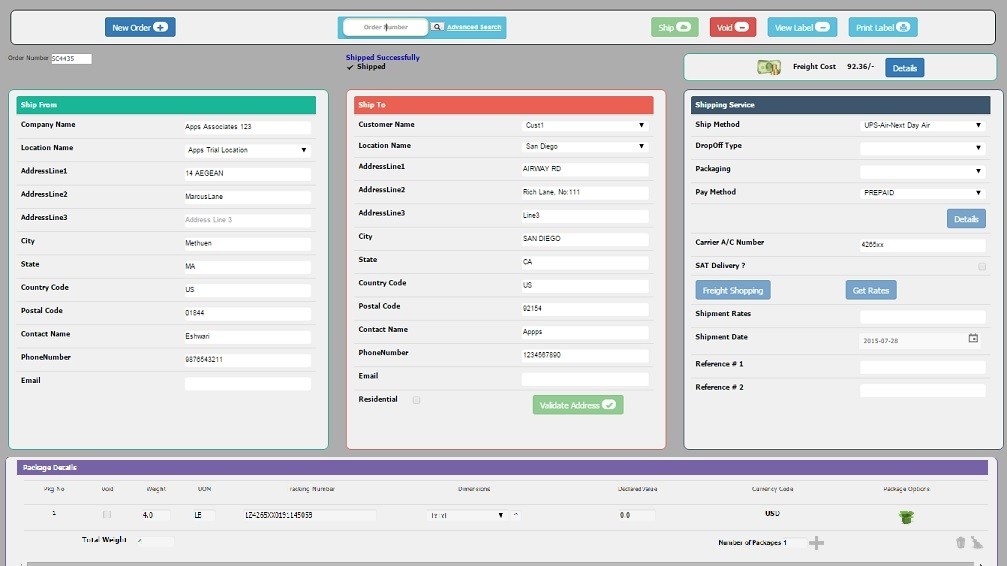 New Order
Order Number
Advanced Search
Ship
Void
View Label
Print Label
Order Number SC4435
Shipped Successfully
Shipped
Freight Cost 92.36/- Details
Ship From
Company Name Apps Associates 123
Location Name Apps Trial Location
AddressLine1 14 AEGEAN
AddressLine2 MarcusLane
AddressLine3 Address Line 3
City Methuen
State MA
Country Code US
Postal Code 01844
Contact Name Eshwari
PhoneNumber 9876543211
Email
Ship To
Customer Name Cust1
Location Name San Diego
AddressLine1 AIRWAY RD
AddressLine2 Rich Lane, No:111
AddressLine3 Line3
City SAN DIEGO
State CA
Country Code US
Postal Code 92154
Contact Name Appps
PhoneNumber 1234567890
Email
Residential
Validate Address
Shipping Service
Ship Method UPS-Air-Next Day Air
DropOff Type
Packaging
Pay Method PREPAID
Details
Carrier A/C Number 4265xx
SAT Delivery ?
Freight Shopping Get Rates
Shipment Rates
Shipment Date 2015-07-28
Reference # 1
Reference # 2
Package Details
Pkg No Void Weight UOM Tracking Number Dimensions DeclaredValue Currency Code Package Options
1 4.0 LB 1Z4265XX0191145059 0.0 USD
Total Weight
Number of Packages 1